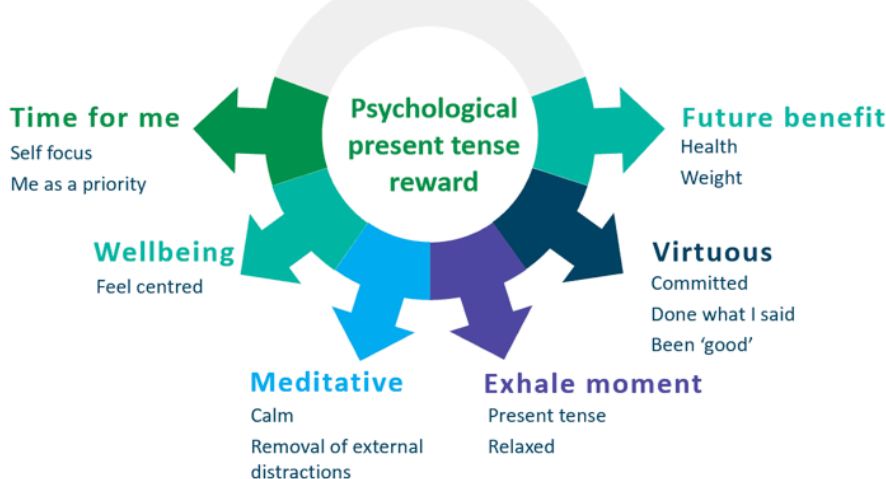 Psychological
present tense
reward
Time for me
Self focus
Me as a priority
Wellbeing
Feel centred
Meditative
Calm
Removal of external
distractions
Exhale moment
Present tense
Relaxed
Virtuous
Committed
Done what I said
Been ‘good’
Future benefit
Health
Weight